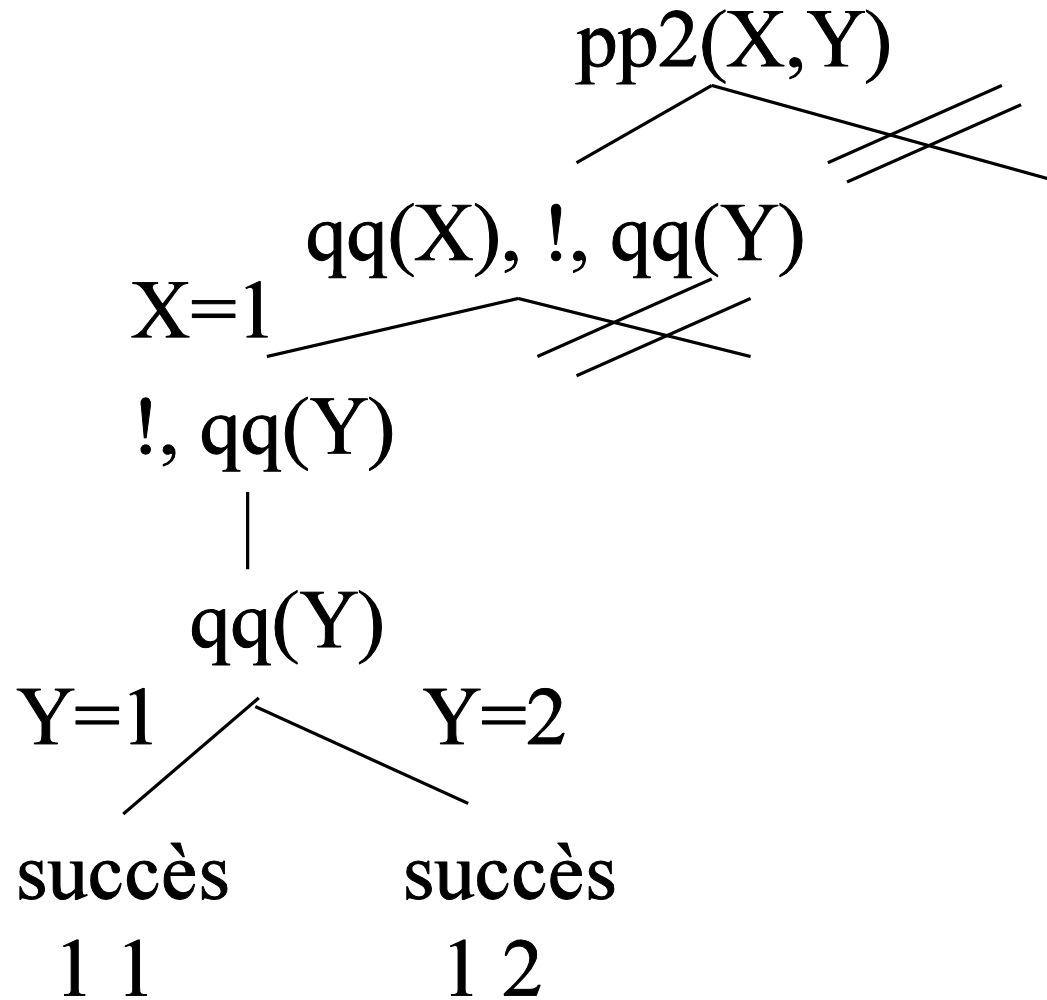 pp2(X,Y)
qq(X), !, qq(Y)
X=1
!, qq(Y)
qq(Y)
Y=1 Y=2
succès succès
1 1 1 2